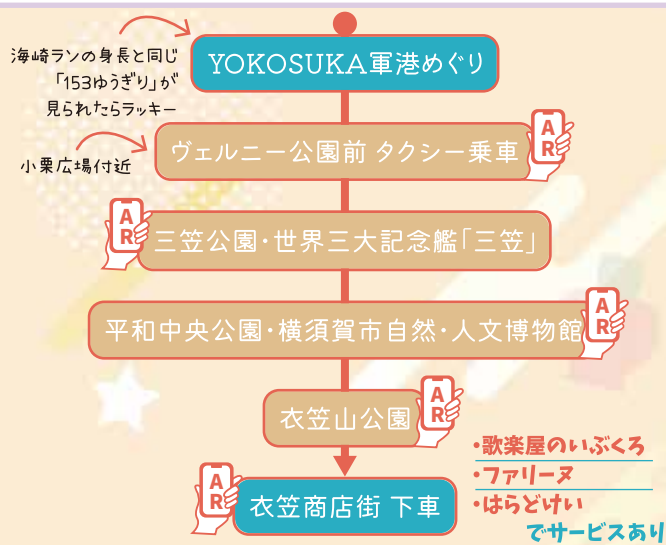 海崎ランの身長と同じ
「153ゆうぎり」が
見られたらラッキー
YOKOSUKA軍港めぐり
小栗広場付近
ヴェルニー公園前 タクシー乗車
AR
AR
三笠公園・世界三大記念艦「三笠」
平和中央公園・横須賀市自然・人文博物館
AR
衣笠山公園
AR
AR
衣笠商店街 下車
・歌楽屋のいぶくろ
・ファリーヌ
・はらどけい
でサービスあり